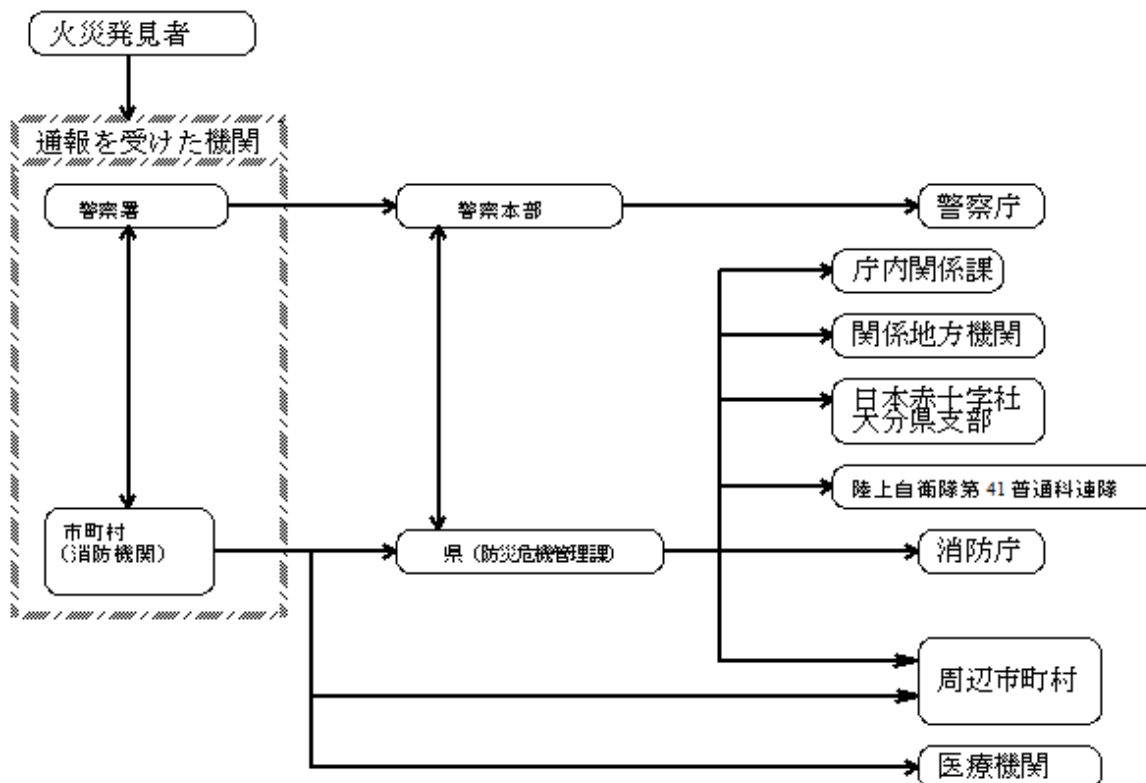 火災発見者
通報を受けた機関
警察署
警察本部
警察庁
庁内関係課
関係地方機関
日本赤十字社
大分県支部
陸上自衛隊第 41 普通科連隊
市町村
(消防機関)
県 (防災危機管理課)
消防庁
周辺市町村
医療機関